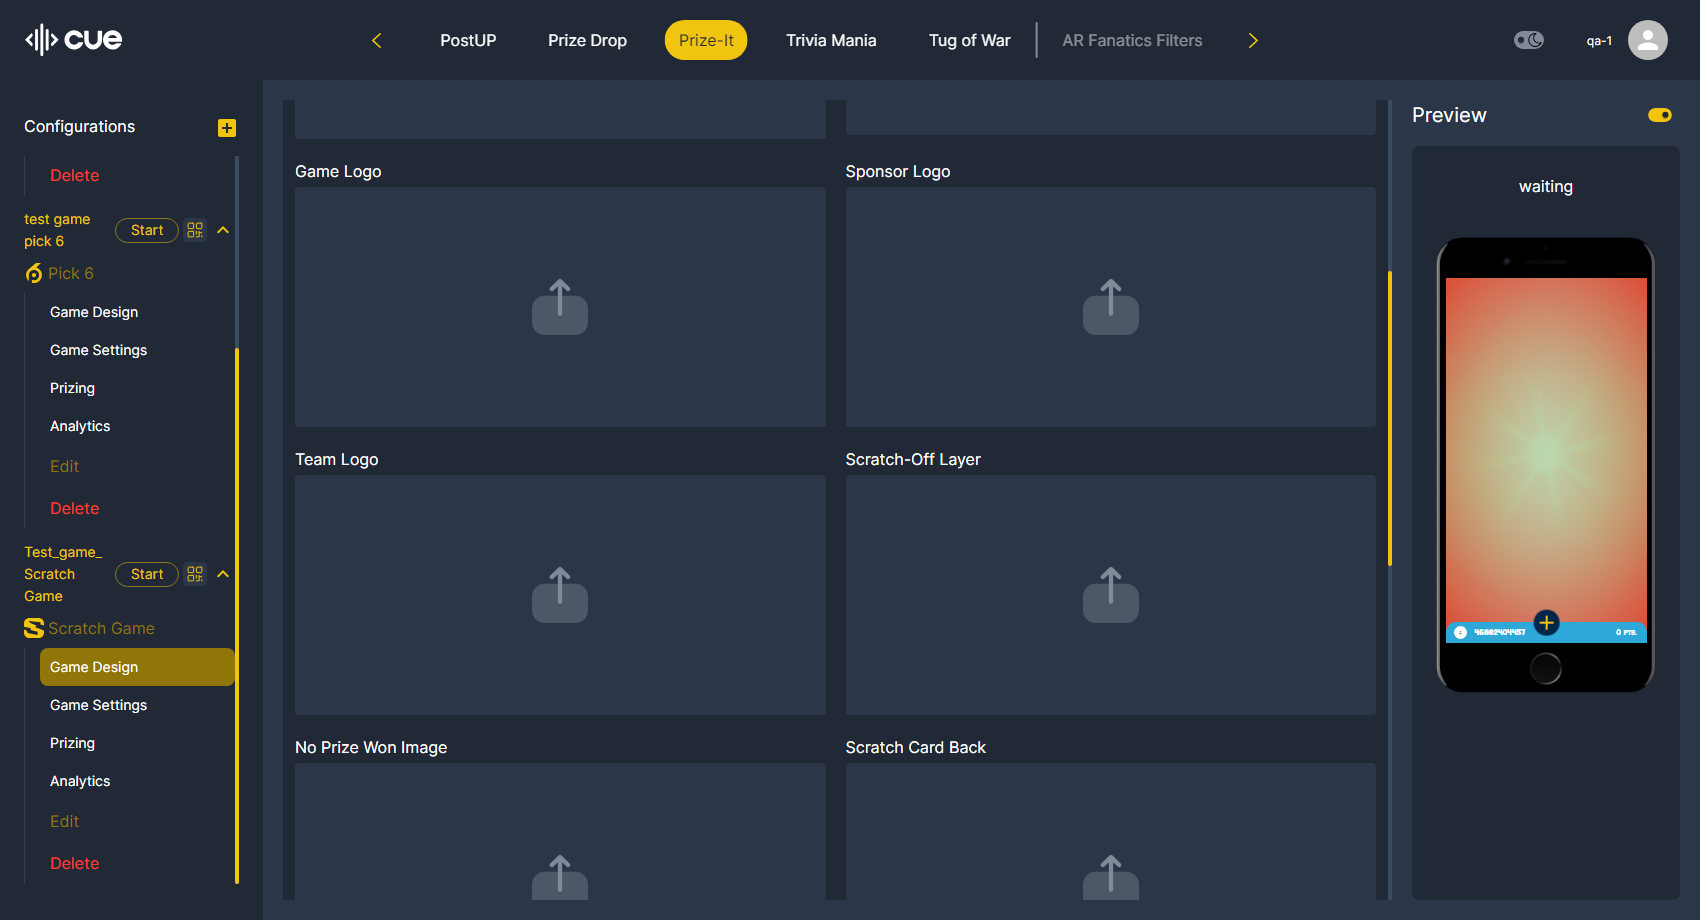 cue
PostUP
Prize Drop
Prize-It
Trivia Mania
Tug of War
AR Fanatics Filters
qa-1
Configurations
Delete
test game
pick 6
Start
Pick 6
Game Design
Game Settings
Prizing
Analytics
Edit
Delete
Test_game_
Scratch
Game
Start
Scratch Game
Game Design
Game Settings
Prizing
Analytics
Edit
Delete
Game Logo
Sponsor Logo
Team Logo
Scratch-Off Layer
No Prize Won Image
Scratch Card Back
Preview
waiting
0 PTS.